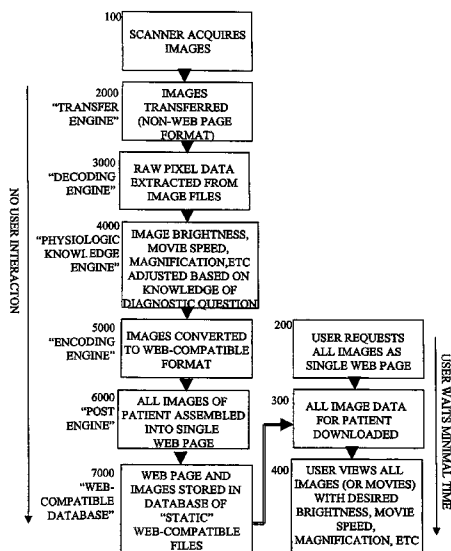 100
SCANNER ACQUIRES
IMAGES
2000
"TRANSFER
ENGINE"
IMAGES
TRANSFERRED
(NON-WEB PAGE
FORMAT)
3000
"DECODING
ENGINE"
RAW PIXEL DATA
EXTRACTED FROM
IMAGE FILES
4000
"PHYSIOLOGIC
KNOWLEDGE
ENGINE"
IMAGE BRIGHTNESS,
MOVIE SPEED,
MAGNIFICATION,ETC
ADJUSTED BASED ON
KNOWLEDGE OF
DIAGNOSTIC QUESTION
5000
"ENCODING
ENGINE"
IMAGES CONVERTED
TO WEB-COMPATIBLE
FORMAT
6000
"POST
ENGINE"
ALL IMAGES OF
PATIENT ASSEMBLED
INTO SINGLE
WEB PAGE
7000
"WEB-
COMPATIBLE
DATABASE"
WEB PAGE AND
IMAGES STORED IN
DATABASE OF
"STATIC"
WEB-COMPATIBLE
FILES
NO USER INTERACTON
200
USER REQUESTS
ALL IMAGES AS
SINGLE WEB PAGE
300
ALL IMAGE DATA
FOR PATIENT
DOWNLOADED
400
USER VIEWS ALL
IMAGES (OR MOVIES)
WITH DESIRED
BRIGHTNESS, MOVIE
SPEED,
MAGNIFICATION, ETC
USER WAITS MINIMAL TIME